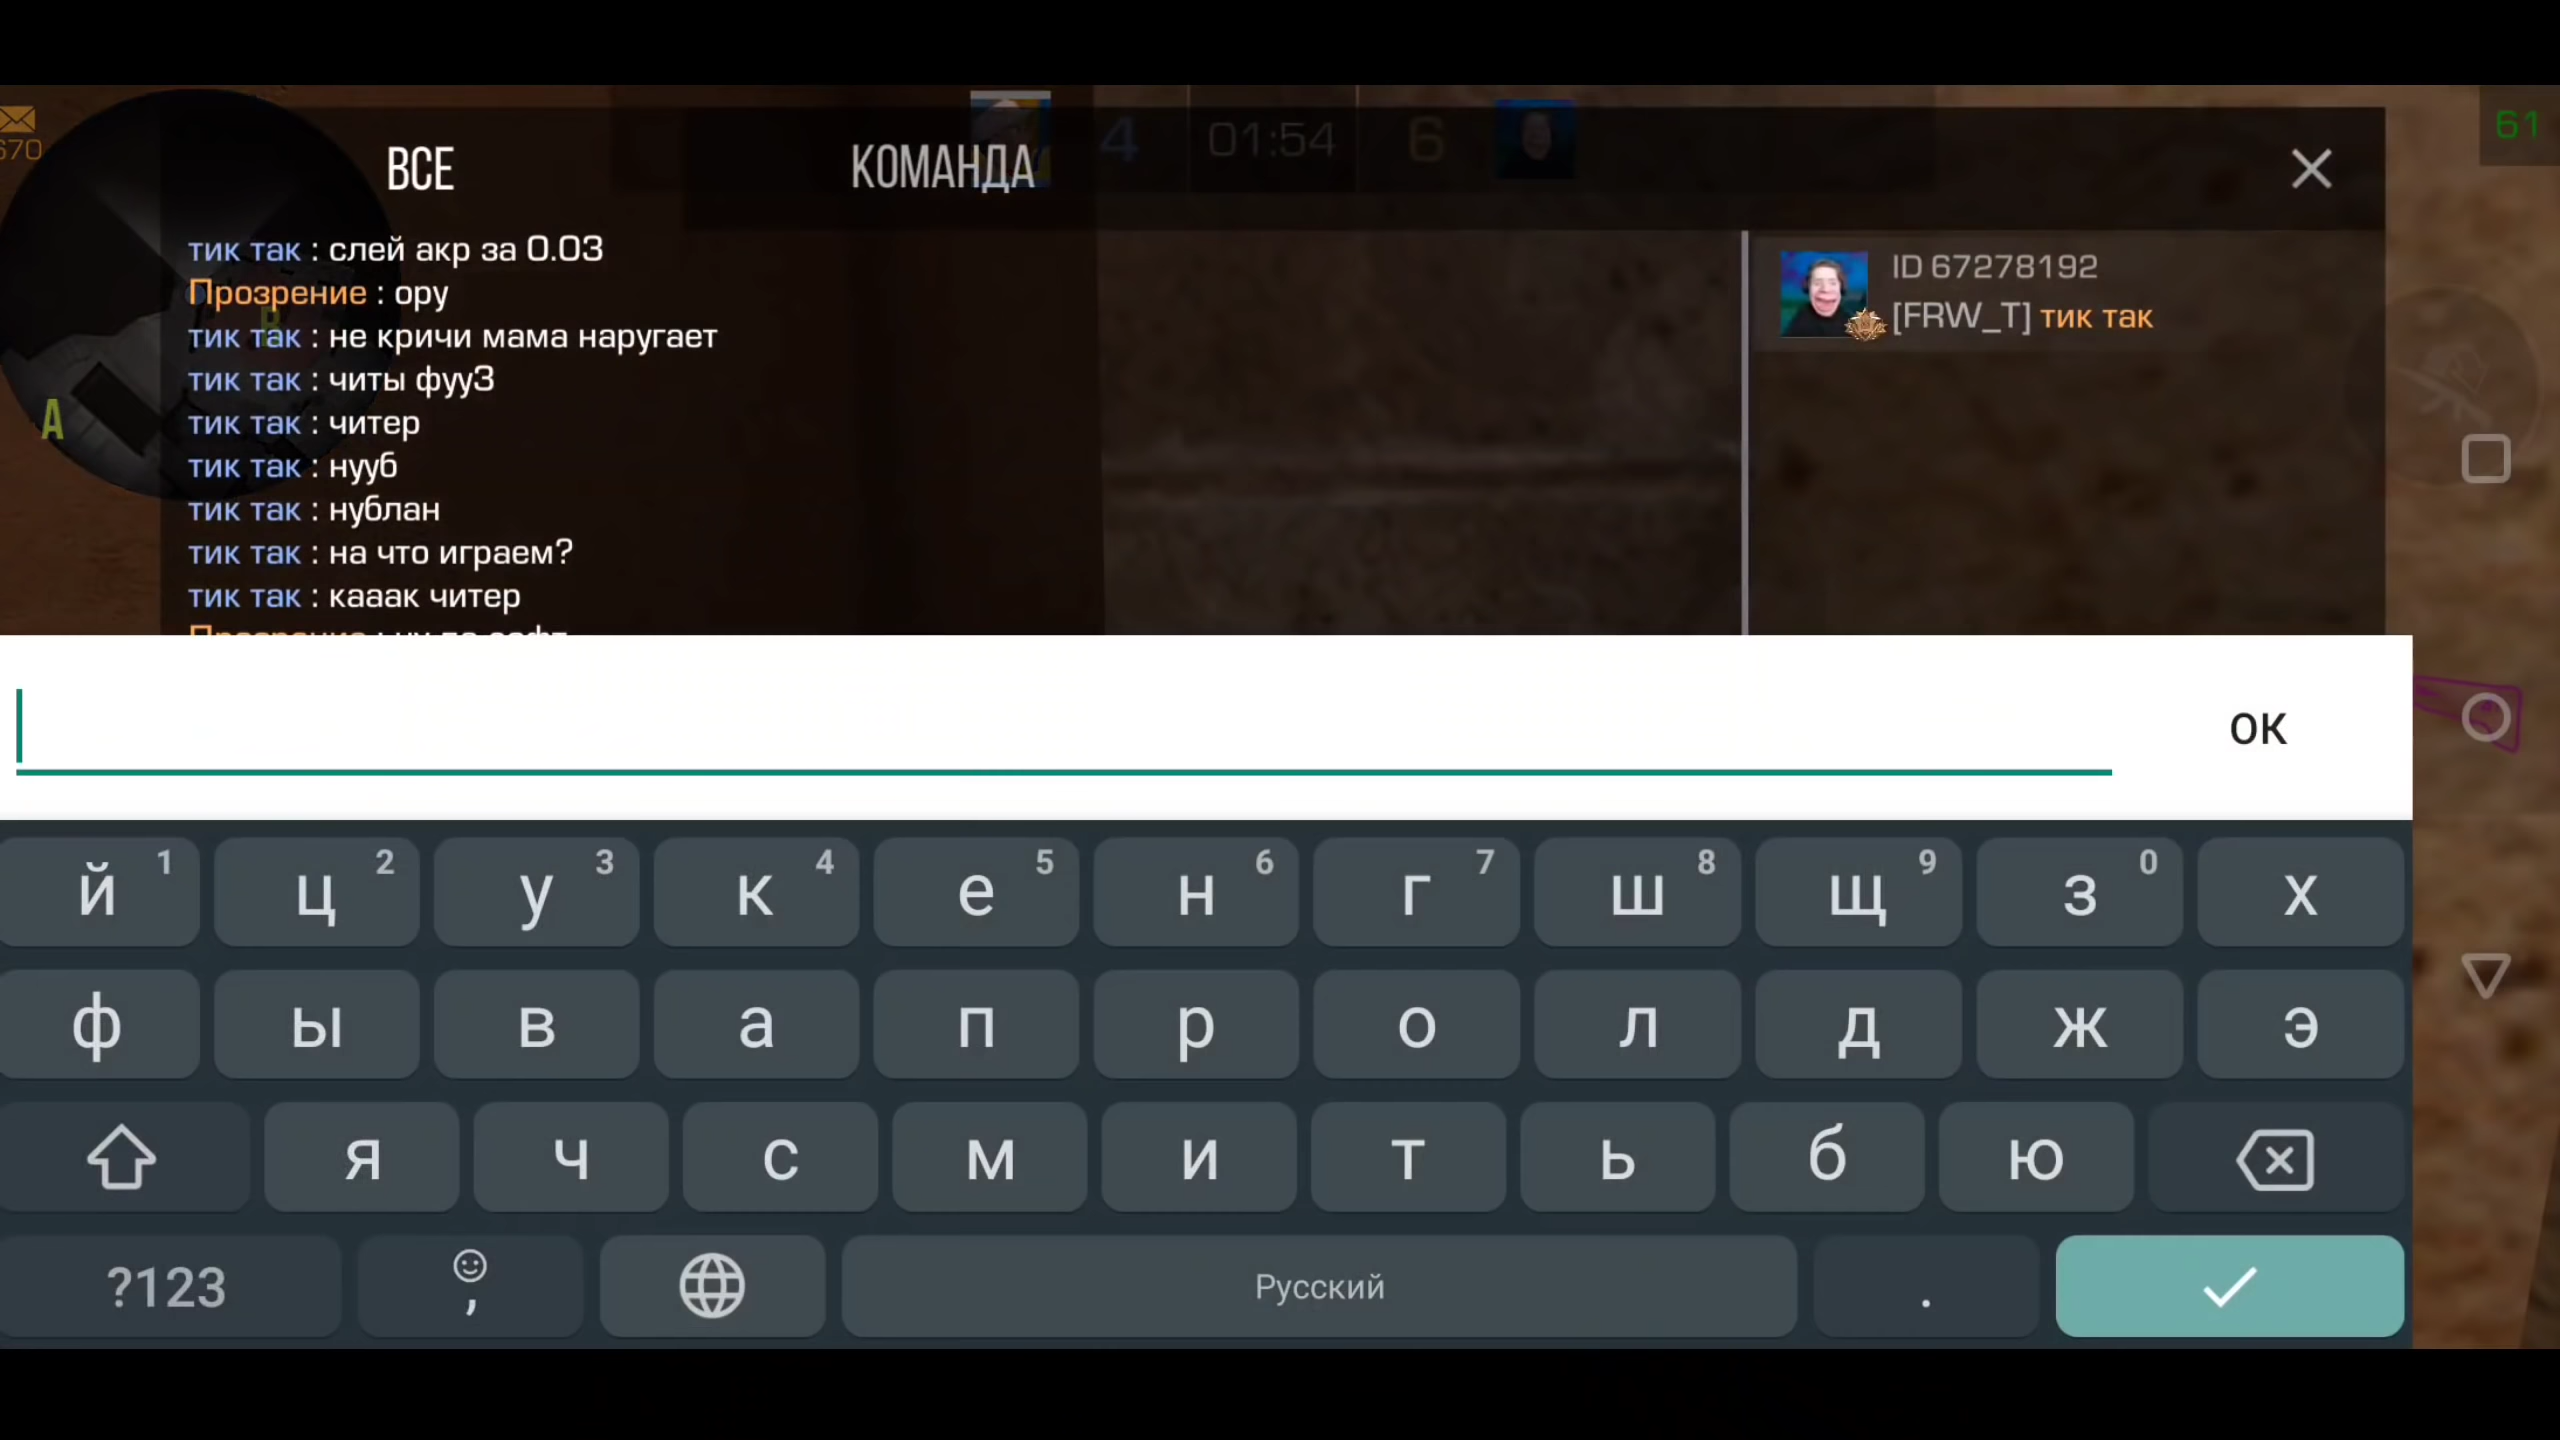 670
ВСЕ
КОМАНДА
4
01:54
6
61
тик так : слей акр за 0.03
Прозрение : ору
тик так : не кричи мама наругает
тик так : читы фууЗ
тик так : читер
тик так : нууб
тик так : нублан
тик так : на что играем?
тик так : кааак читер
ID 67278192
[FRW_T] тик так
A
B
ОК
й 1 ц 2 у 3 к 4 е 5 н 6 г 7 ш 8 щ 9 з 0 х
ф ы в а п р о л д ж э
я ч с м и т ь б ю
?123 , Русский .